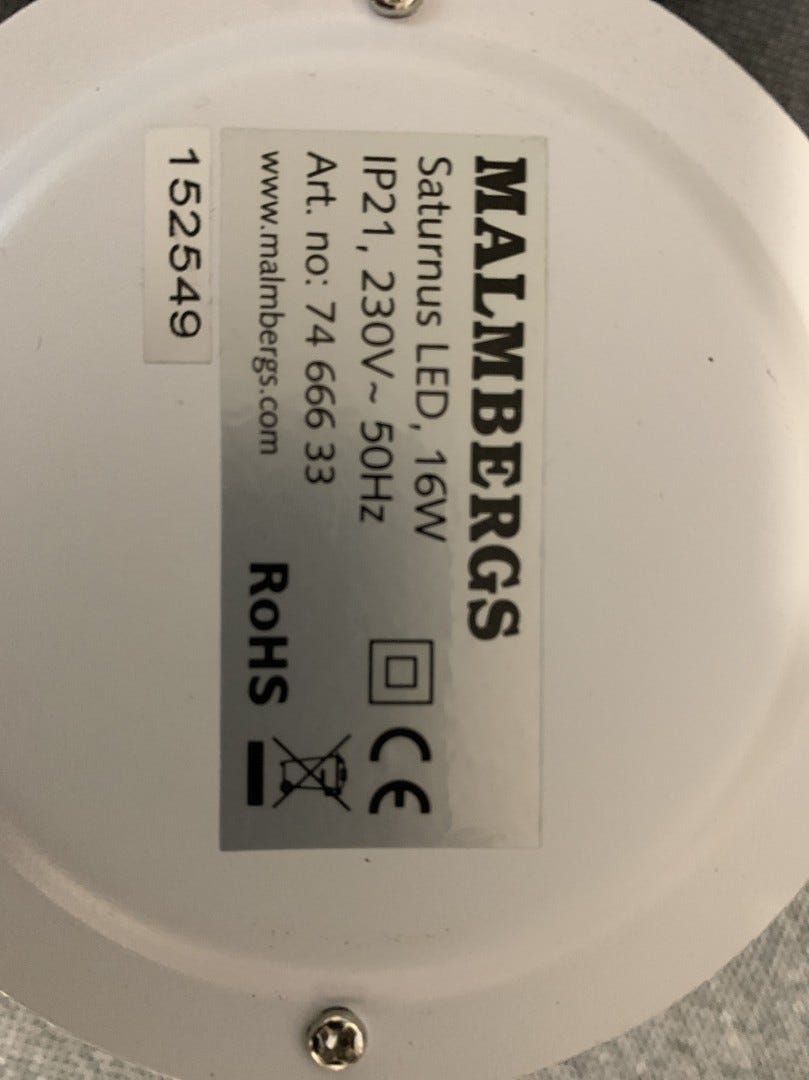 MALMBERGS
Saturnus LED, 16W
IP21, 230V~ 50Hz
CE
Art. no: 74 666 33
www.malmbergs.com
RoHS
152549